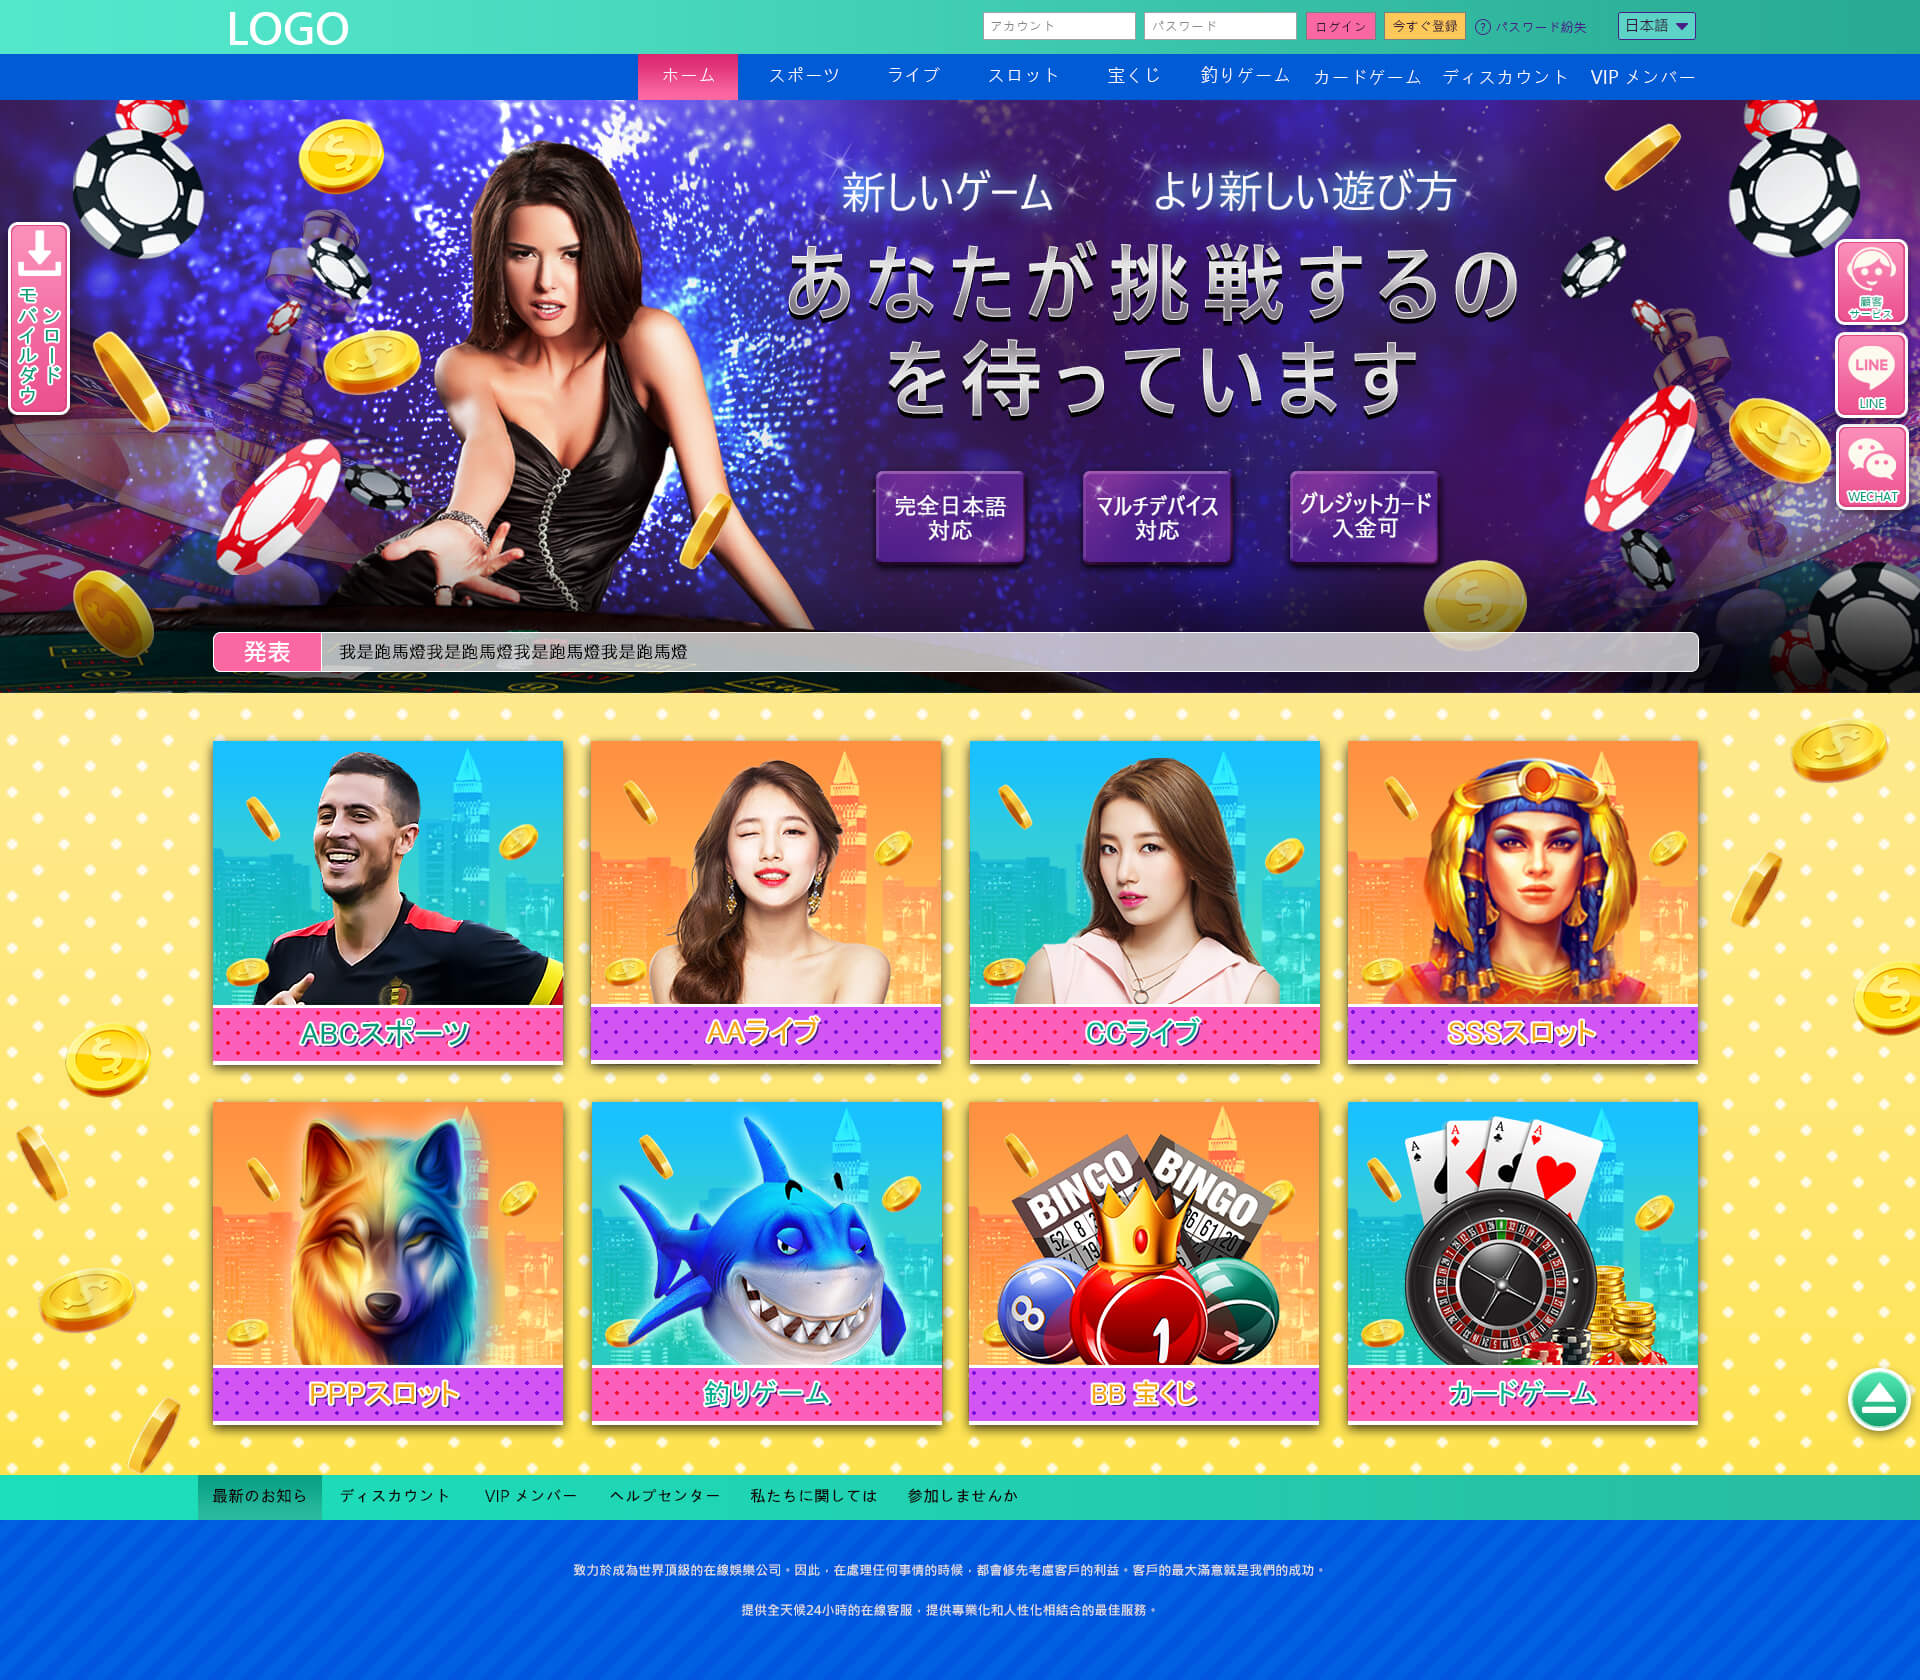 LOGO
アカウント
パスワード
ログイン
今すぐ登録
? パスワード紛失
日本語
ホーム
スポーツ
ライブ
スロット
宝くじ
釣りゲーム
カードゲーム
ディスカウント
VIP メンバー
新しいゲーム より新しい遊び方
あなたが挑戦するの
を待っています
完全日本語
対応
マルチデバイス
対応
グレジットカード
入金可
モバイルダウ
ンロード
顧客
サービス
LINE
LINE
WECHAT
発表
我是跑馬燈我是跑馬燈我是跑馬燈我是跑馬燈
ABCスポーツ
AAライブ
CCライブ
SSSスロット
BINGO
BINGO
8
1
A
A
A
A
PPPスロット
釣りゲーム
BB 宝くじ
カードゲーム
最新のお知ら
ディスカウント
VIP メンバー
ヘルプセンター
私たちに関しては
参加しませんか
致力於成為世界頂級的在線娛樂公司。因此，在處理任何事情的時候，都會修先考慮客戶的利益。客戶的最大滿意就是我們的成功。
提供全天候24小時的在線客服，提供專業化和人性化相結合的最佳服務。